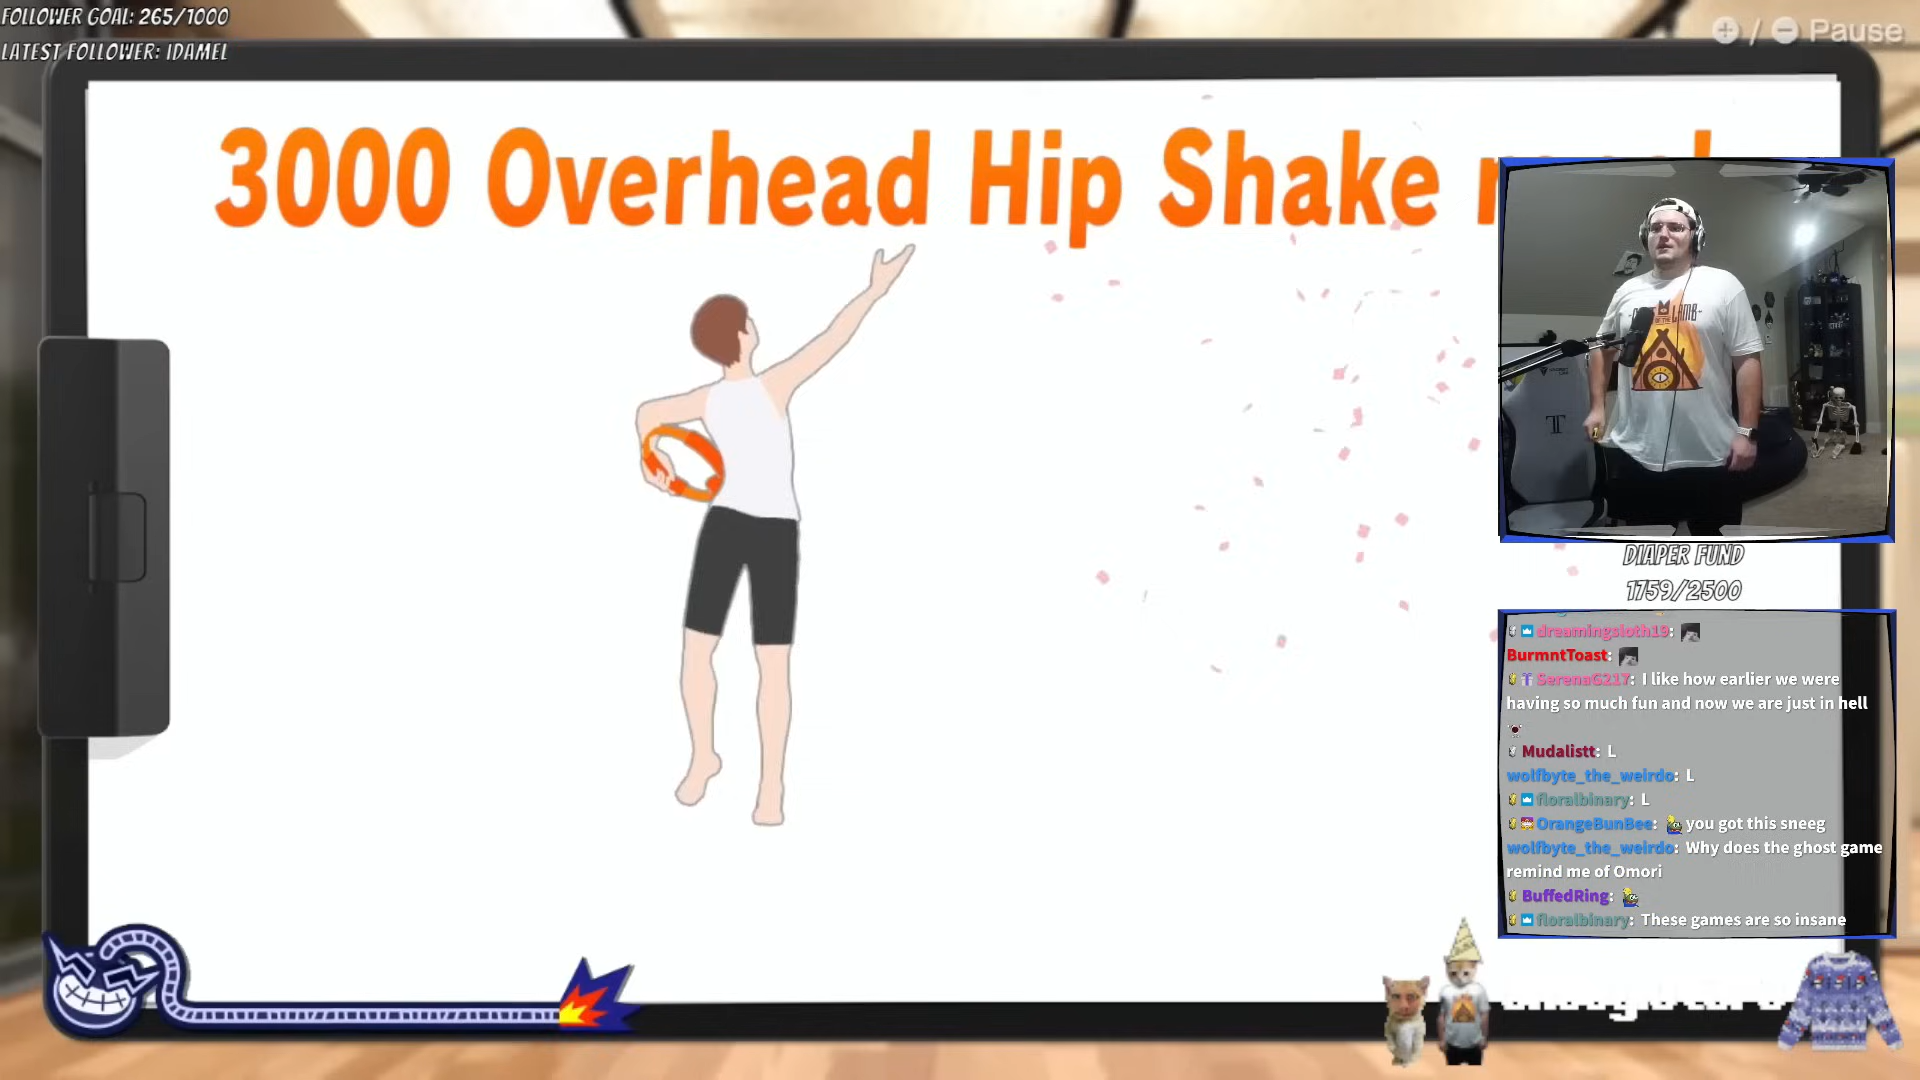 FOLLOWER GOAL: 265/1000
LATEST FOLLOWER: IDAMEL
+ / - Pause
3000 Overhead Hip Shake
LAMB
DIAPER FUND
1759/2500
dreamingsloth19:
BurmntToast:
SerenaG217: I like how earlier we were
having so much fun and now we are just in hell
Mudalistt: L
wolfbyte_the_weirdo: L
floralbinary: L
OrangeBunBee: you got this sneeg
wolfbyte_the_weirdo: Why does the ghost game
remind me of Omori
BuffedRing:
floralbinary: These games are so insane